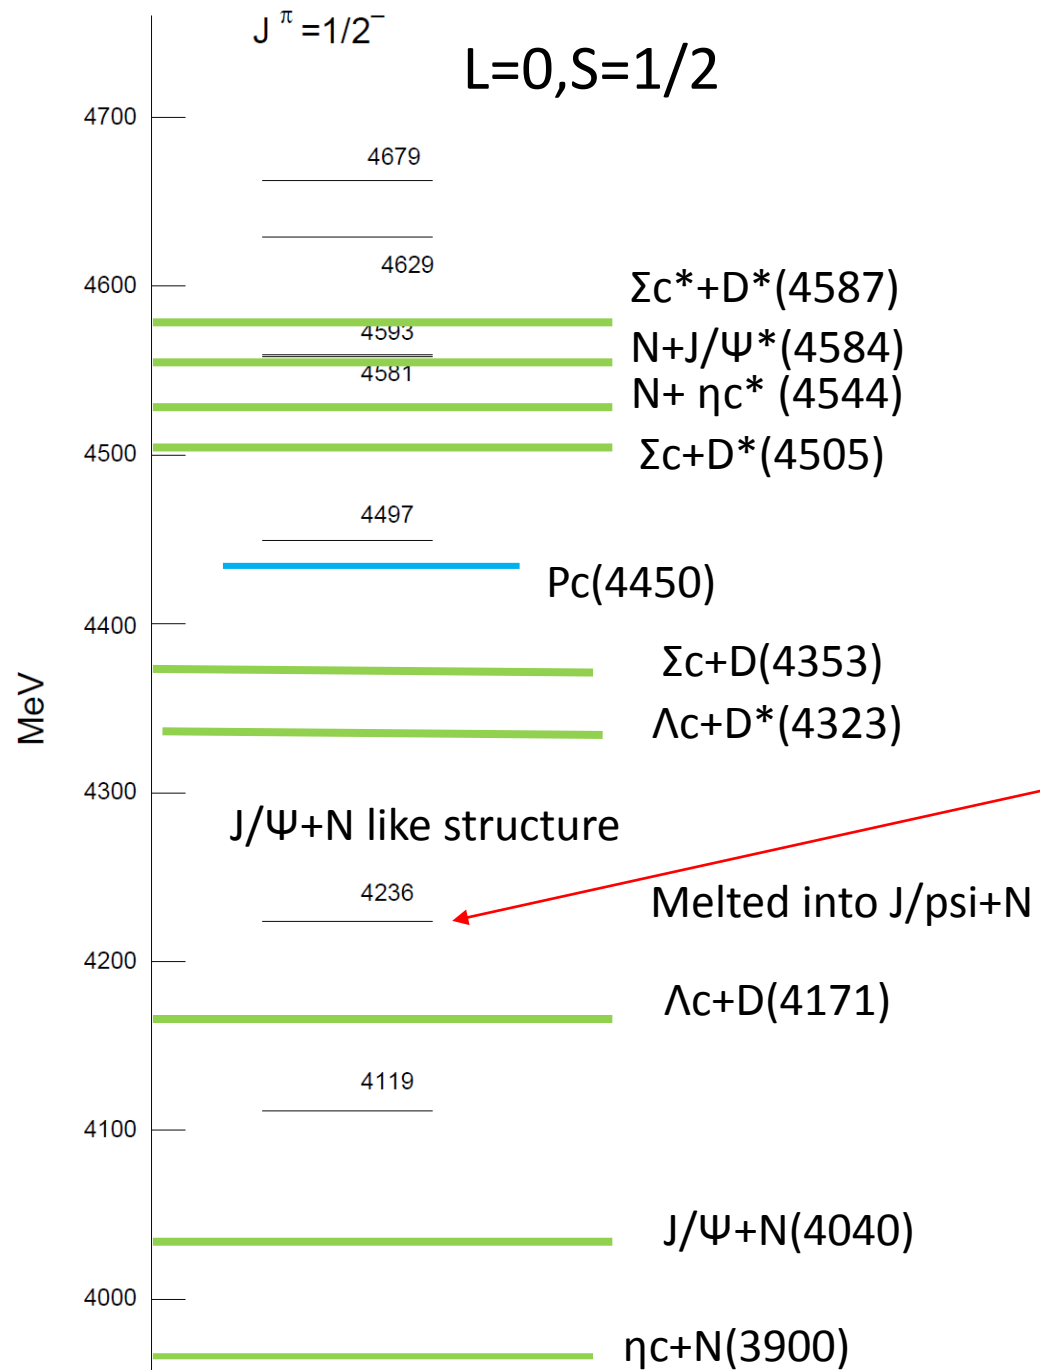 J π =1/2⁻
L=0,S=1/2
4700
4679
4629
4600
Σc*+D*(4587)
4593
N+J/Ψ*(4584)
4581
N+ ηc* (4544)
4500
Σc+D*(4505)
4497
Pc(4450)
4400
Σc+D(4353)
MeV
Λc+D*(4323)
4300
J/Ψ+N like structure
4236
Melted into J/psi+N
4200
Λc+D(4171)
4119
4100
J/Ψ+N(4040)
4000
ηc+N(3900)